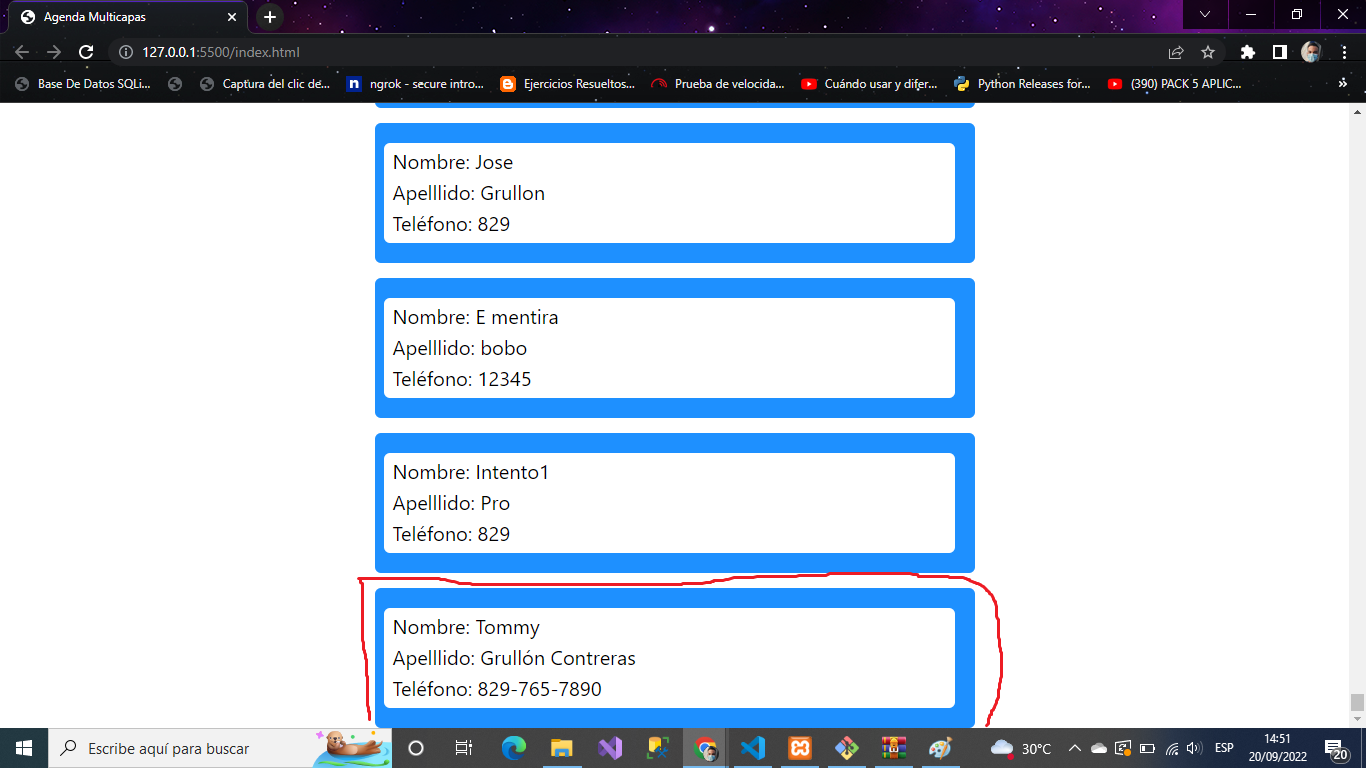 Agenda Multicapas
127.0.0.1:5500/index.html
Base De Datos SQLi...
Captura del clic de...
ngrok - secure intro...
Ejercicios Resueltos...
Prueba de velocida...
Cuándo usar y difer...
Python Releases for...
(390) PACK 5 APLIC...
Nombre: Jose
Apelllido: Grullon
Teléfono: 829
Nombre: E mentira
Apelllido: bobo
Teléfono: 12345
Nombre: Intento1
Apelllido: Pro
Teléfono: 829
Nombre: Tommy
Apelllido: Grullón Contreras
Teléfono: 829-765-7890
Escribe aquí para buscar
30°C
ESP
14:51
20/09/2022
20